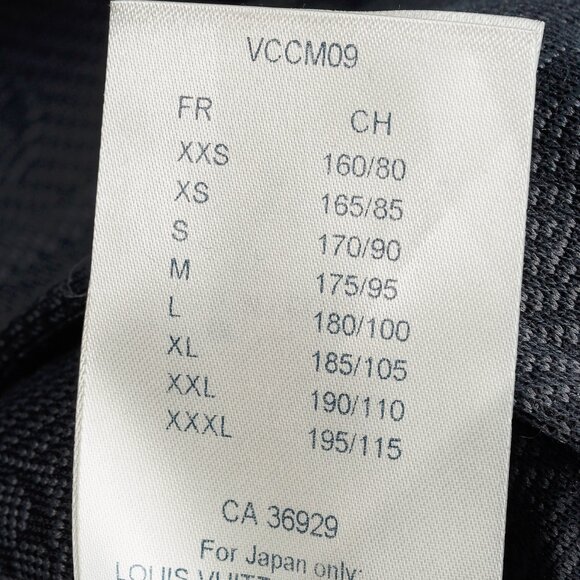 VCCM09
FR CH
XXS 160/80
XS 165/85
S 170/90
M 175/95
L 180/100
XL 185/105
XXL 190/110
XXXL 195/115
CA 36929
For Japan only:
LOUIS